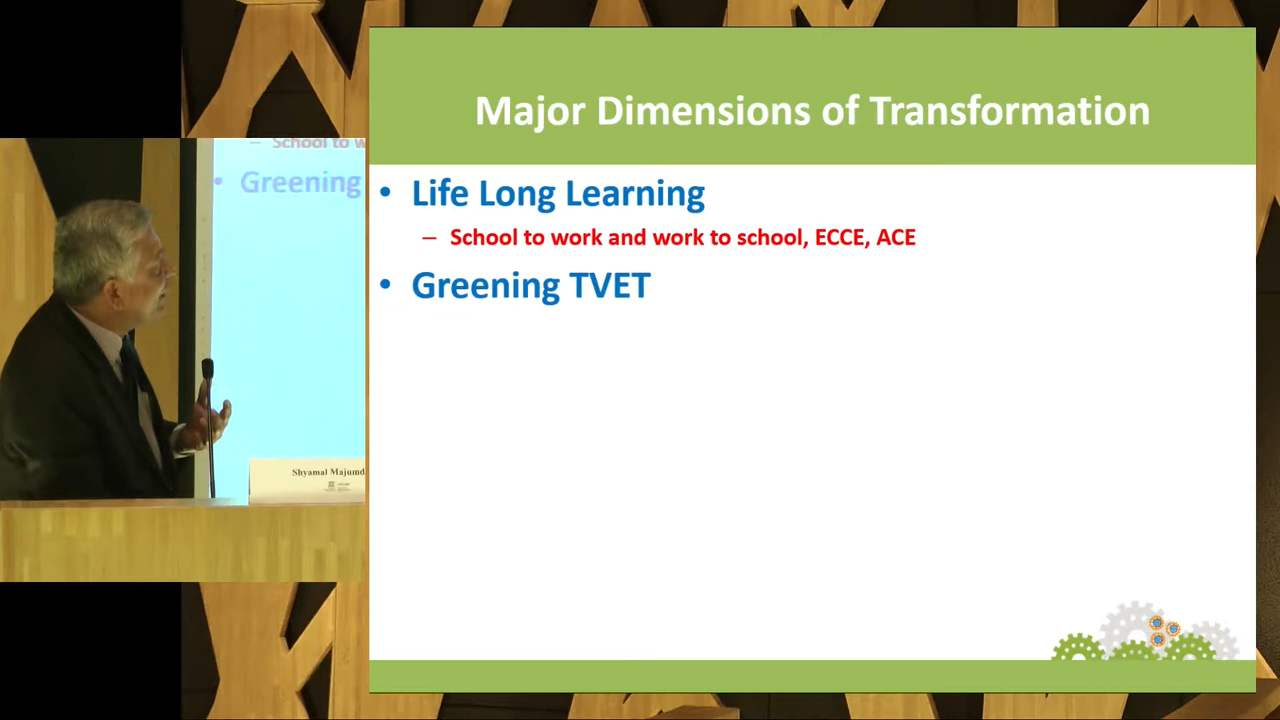 Major Dimensions of Transformation
• Life Long Learning
– School to work and work to school, ECCE, ACE
• Greening TVET
– School to w
• Greening
Shyamal Majumd